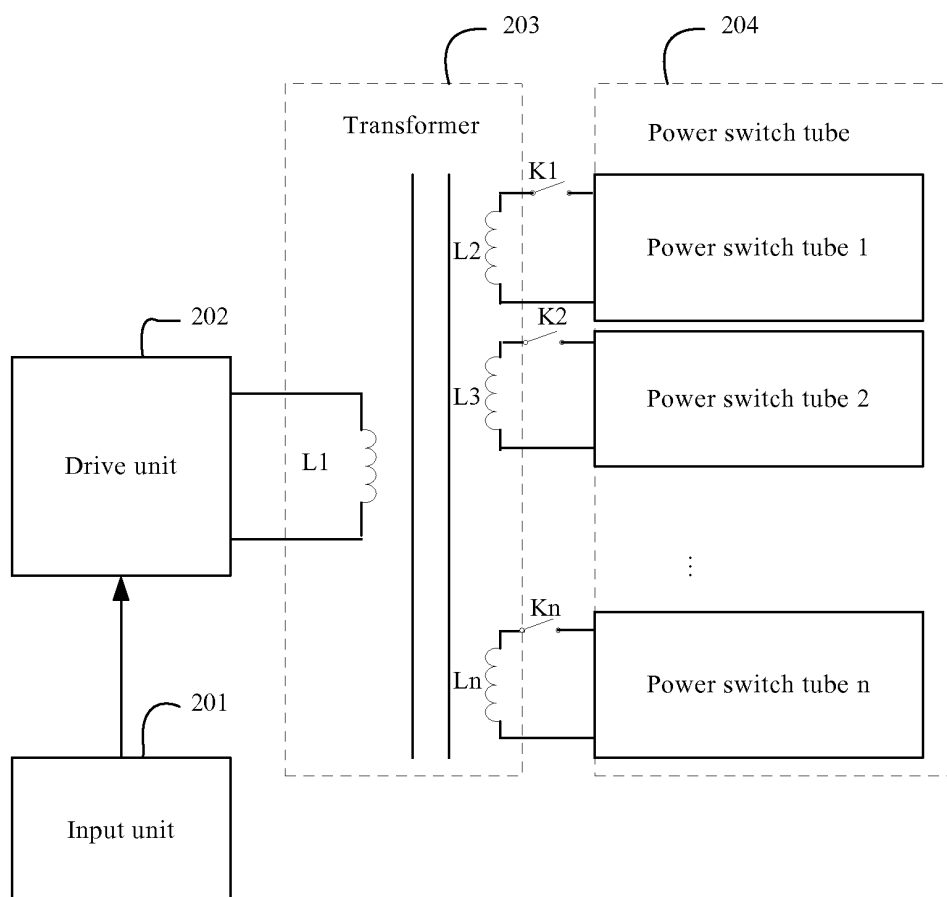 203
204
Transformer
Power switch tube
K1
L2
Power switch tube 1
202
K2
L3
Power switch tube 2
Drive unit
L1
⋮
Kn
Ln
Power switch tube n
201
Input unit